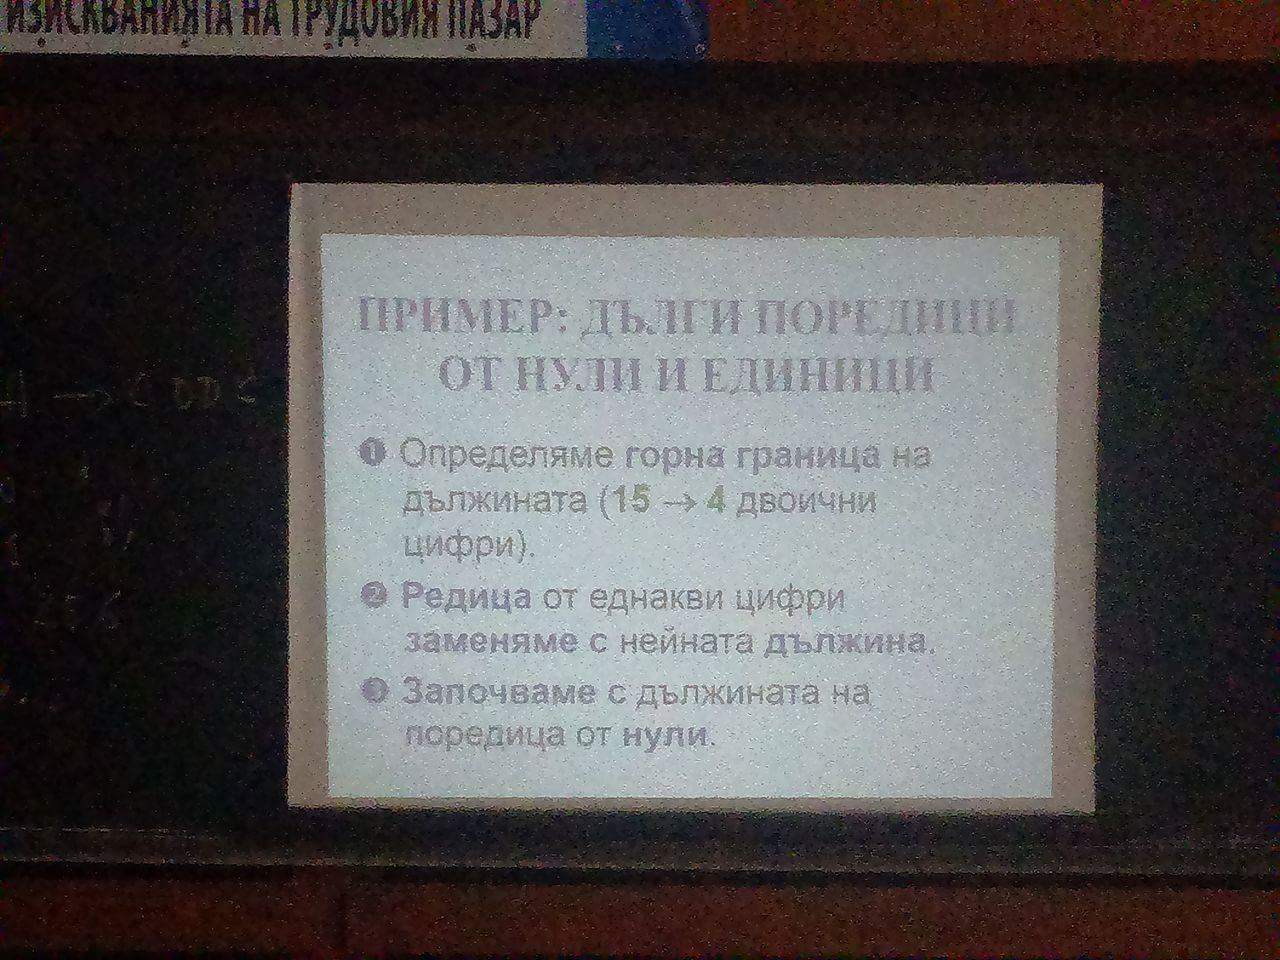 ИЗИСКВАНИЯТА НА ТРУДОВИЯ ПАЗАР
ПРИМЕР: ДЪЛГИ ПОРЕДИЦИ
ОТ НУЛИ И ЕДИНИЦИ
❶ Определяме горна граница на
дължината (15 → 4 двоични
цифри).
❷ Редица от еднакви цифри
заменяме с нейната дължина.
❸ Започваме с дължината на
поредица от нули.